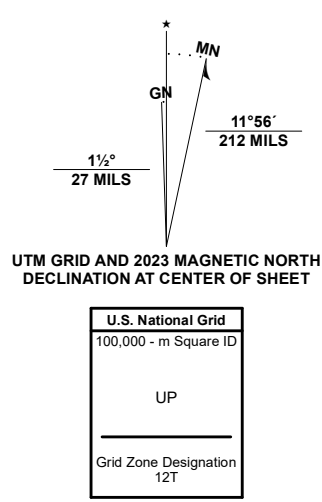 ★
MN
GN
11°56´
212 MILS
1½°
27 MILS
UTM GRID AND 2023 MAGNETIC NORTH
DECLINATION AT CENTER OF SHEET
U.S. National Grid
100,000 - m Square ID
UP
Grid Zone Designation
12T